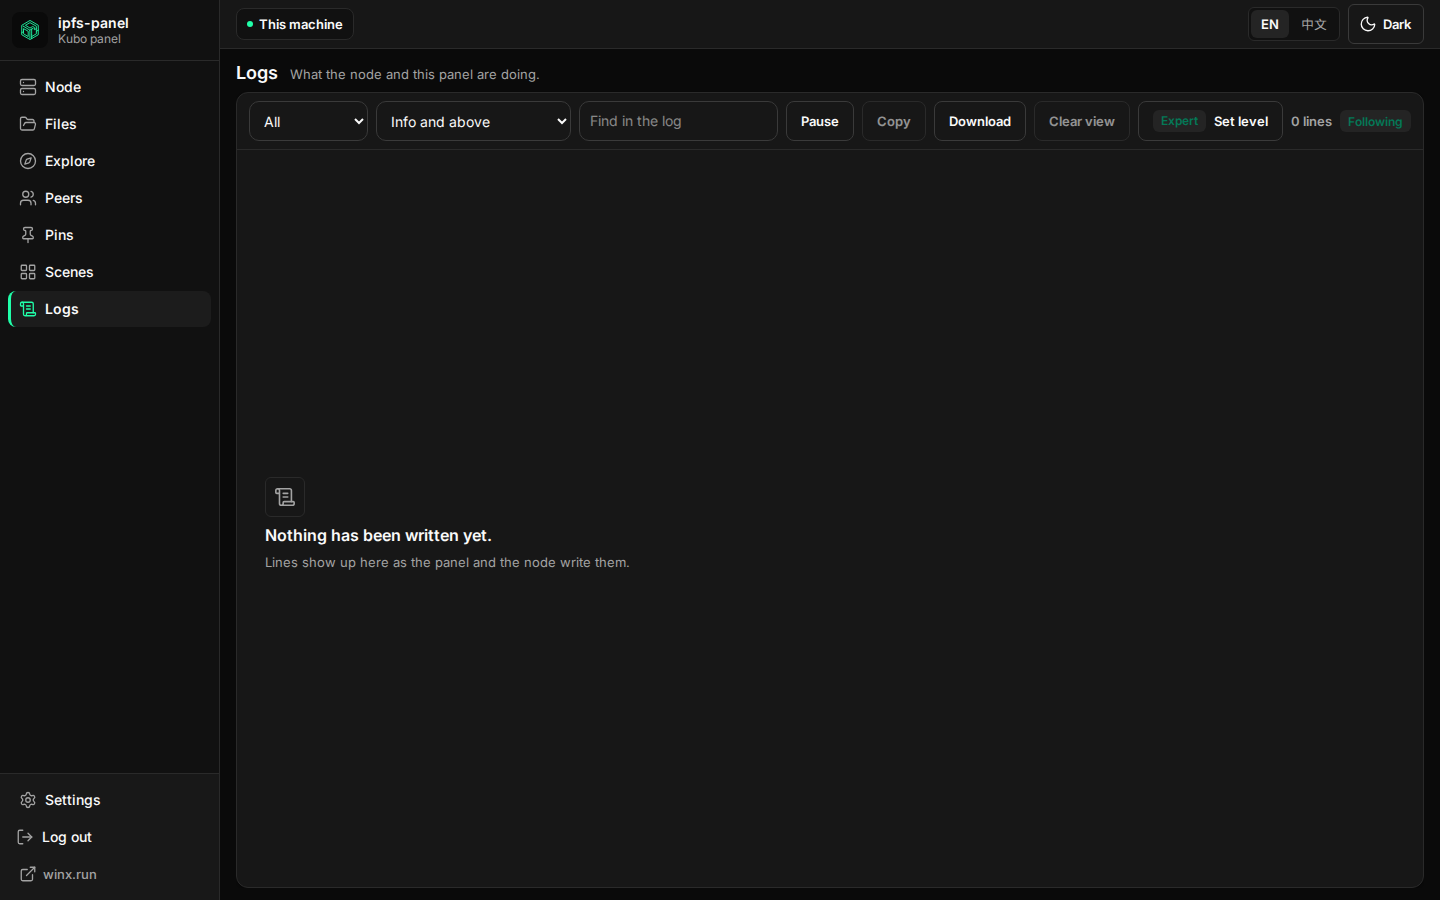 ipfs-panel
Kubo panel
This machine
EN 中文 Dark
Node
Files
Explore
Peers
Pins
Scenes
Logs
Settings
Log out
winx.run
Logs What the node and this panel are doing.
All Info and above Find in the log Pause Copy Download Clear view Expert Set level 0 lines Following
Nothing has been written yet.
Lines show up here as the panel and the node write them.